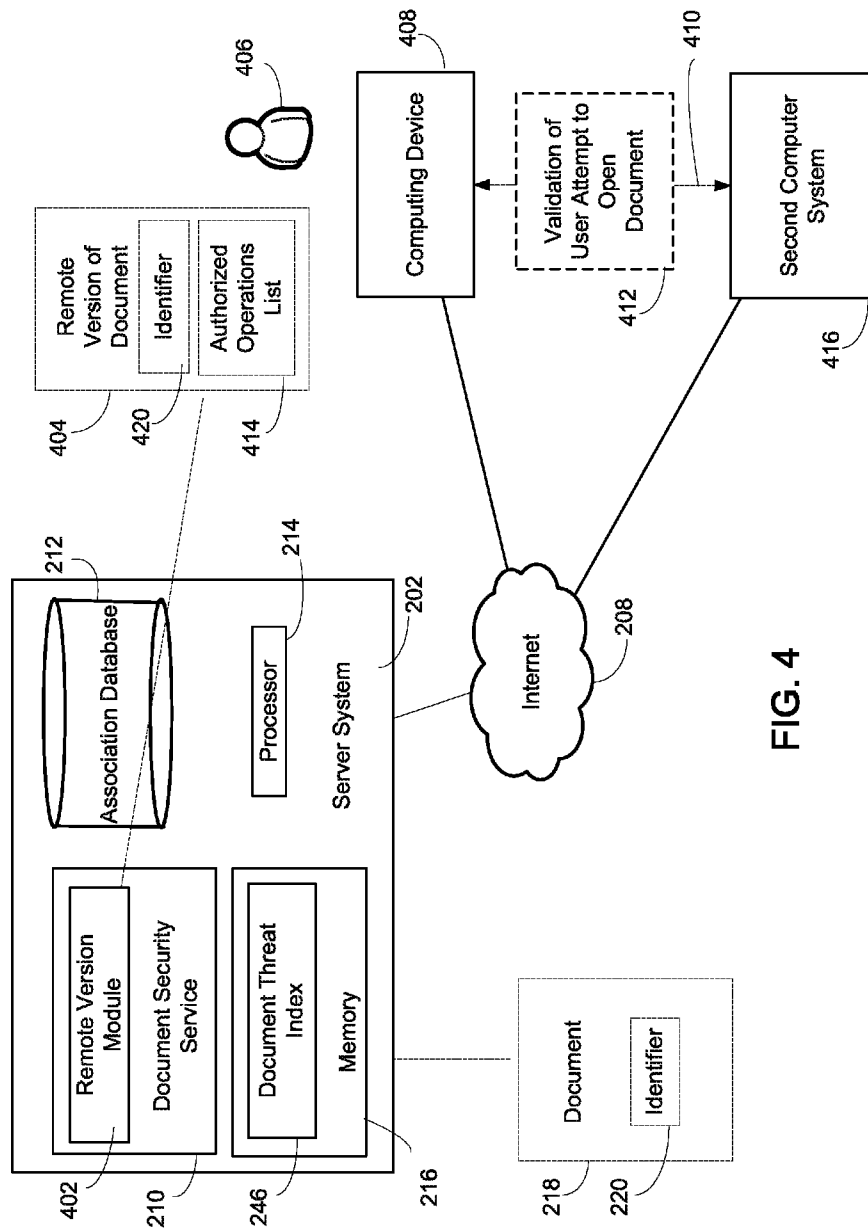 402
210
246
216
Remote Version
Module
Document Security
Service
Document Threat
Index
Memory
Association Database
212
Processor
214
Server System
202
218
220
Document
Identifier
404
420
414
Remote
Version of
Document
Identifier
Authorized
Operations
List
406
Internet
208
Computing Device
408
Validation of
User Attempt to
Open
Document
412
410
Second Computer
System
416
FIG. 4